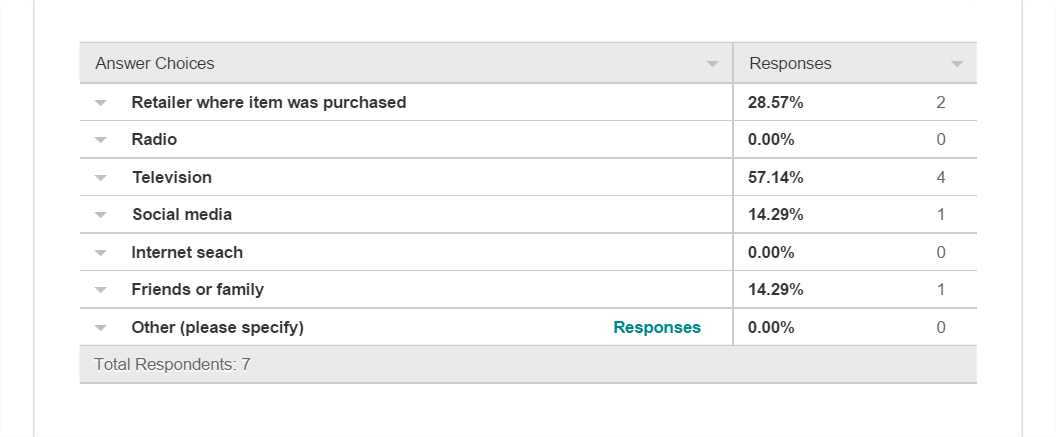 Answer Choices Responses
Retailer where item was purchased 28.57% 2
Radio 0.00% 0
Television 57.14% 4
Social media 14.29% 1
Internet seach 0.00% 0
Friends or family 14.29% 1
Other (please specify) Responses 0.00% 0
Total Respondents: 7